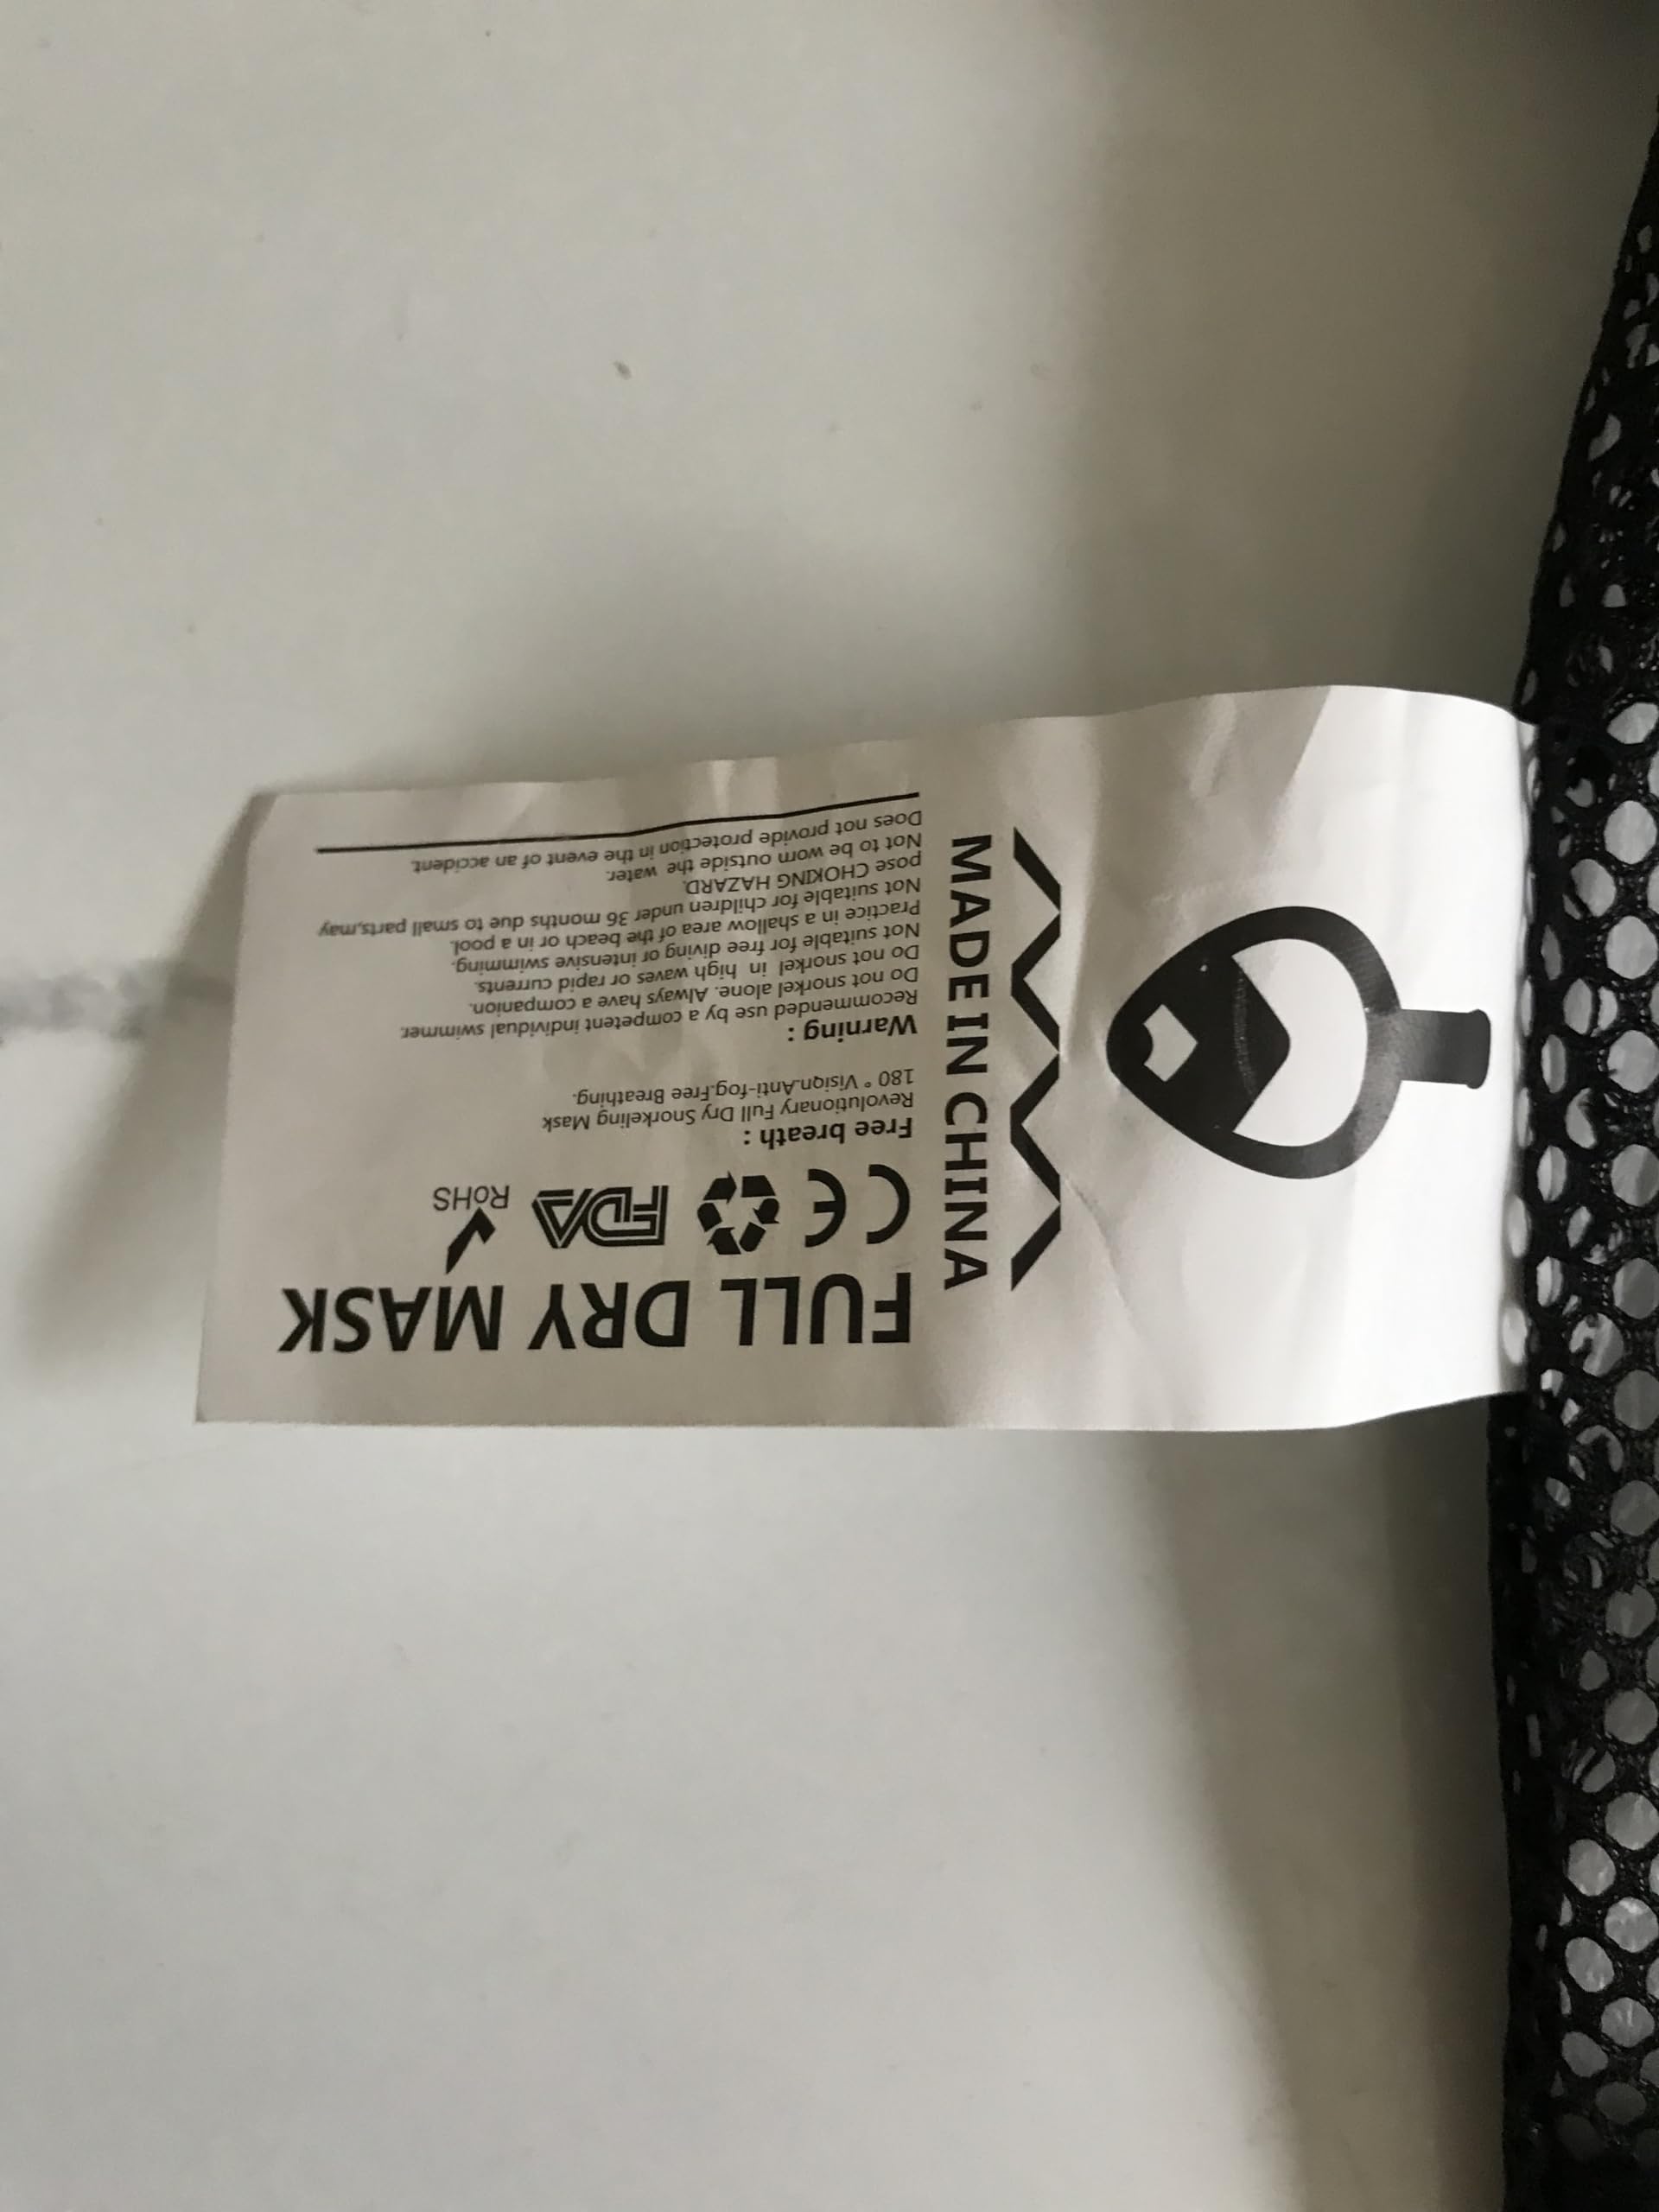 FULL DRY MASK
CE FDA RoHS
Free breath :
Revolutionary Full Dry Snorkeling Mask
180 ° Visiqn.Anti-fog.Free Breathing.
Warning :
Recommended use by a competent individual swimmer.
Do not snorkel alone. Always have a companion.
Do not snorkel in high waves or rapid currents.
Not suitable for free diving or intensive swimming.
Practice in a shallow area of the beach or in a pool.
Not suitable for children under 36 months due to small parts,may
pose CHOKING HAZARD.
Not to be worn outside the water.
Does not provide protection in the event of an accident.
MADE IN CHINA